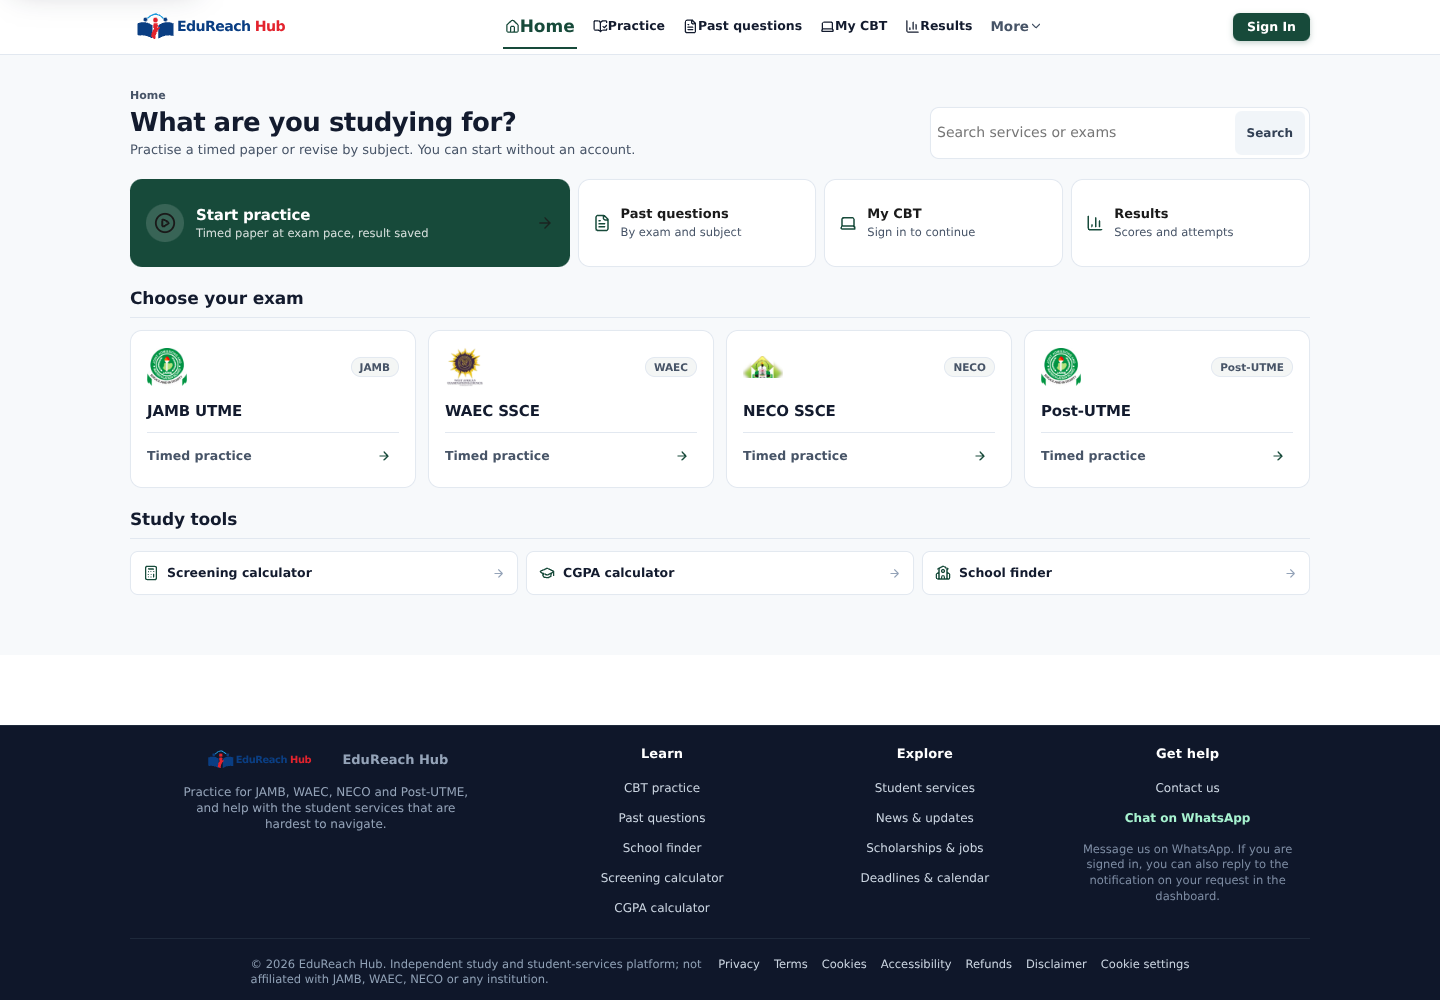 EduReach Hub
Home
Practice
Past questions
My CBT
Results
More
Sign In
Home
What are you studying for?
Practise a timed paper or revise by subject. You can start without an account.
Search services or exams
Search
Start practice
Timed paper at exam pace, result saved
Past questions
By exam and subject
My CBT
Sign in to continue
Results
Scores and attempts
Choose your exam
JAMB
JAMB UTME
Timed practice
WAEC
WAEC SSCE
Timed practice
NECO
NECO SSCE
Timed practice
Post-UTME
Post-UTME
Timed practice
Study tools
Screening calculator
CGPA calculator
School finder
EduReach Hub
EduReach Hub
Practice for JAMB, WAEC, NECO and Post-UTME,
and help with the student services that are
hardest to navigate.
Learn
CBT practice
Past questions
School finder
Screening calculator
CGPA calculator
Explore
Student services
News & updates
Scholarships & jobs
Deadlines & calendar
Get help
Contact us
Chat on WhatsApp
Message us on WhatsApp. If you are
signed in, you can also reply to the
notification on your request in the
dashboard.
© 2026 EduReach Hub. Independent study and student-services platform; not
affiliated with JAMB, WAEC, NECO or any institution.
Privacy
Terms
Cookies
Accessibility
Refunds
Disclaimer
Cookie settings